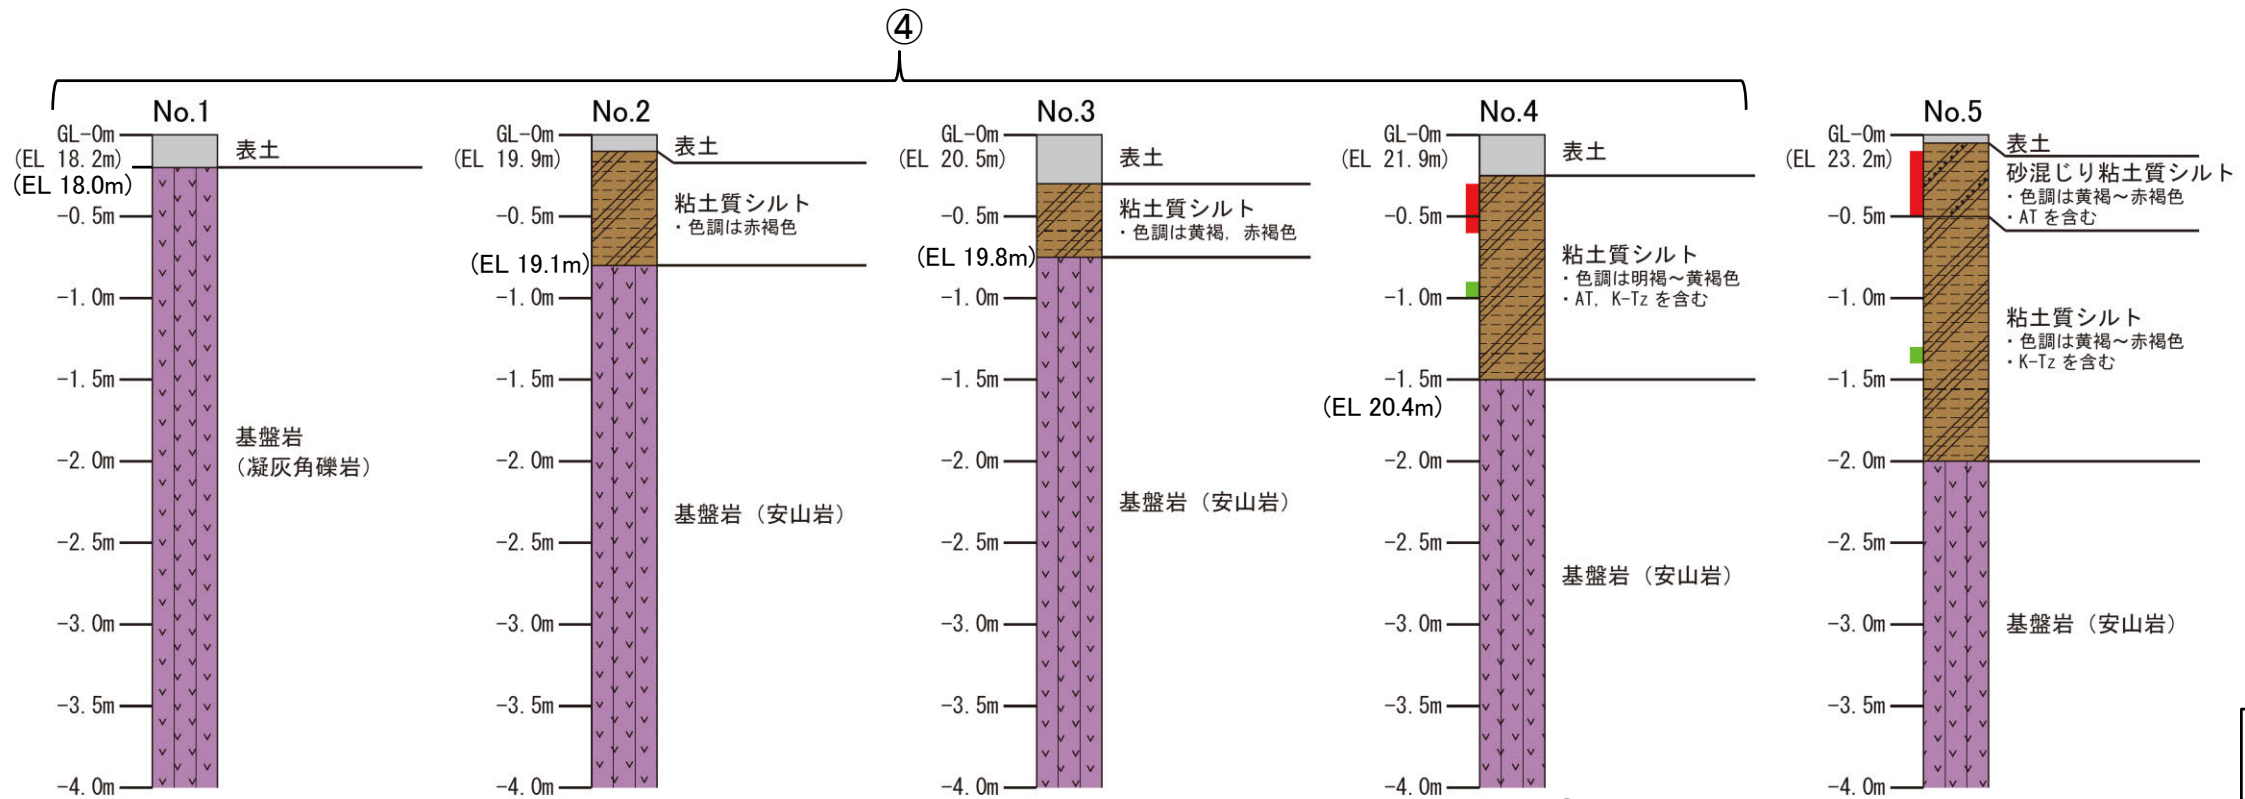 ④
No.1
GL-0m
(EL 18.2m)
(EL 18.0m)
-0.5m
-1.0m
-1.5m
-2.0m
-2.5m
-3.0m
-3.5m
-4.0m
表土
基盤岩
(凝灰角礫岩)
No.2
GL-0m
(EL 19.9m)
-0.5m
(EL 19.1m)
-1.0m
-1.5m
-2.0m
-2.5m
-3.0m
-3.5m
-4.0m
表土
粘土質シルト
・色調は赤褐色
基盤岩(安山岩)
No.3
GL-0m
(EL 20.5m)
-0.5m
(EL 19.8m)
-1.0m
-1.5m
-2.0m
-2.5m
-3.0m
-3.5m
-4.0m
表土
粘土質シルト
・色調は黄褐,赤褐色
基盤岩(安山岩)
No.4
GL-0m
(EL 21.9m)
-0.5m
-1.0m
-1.5m
(EL 20.4m)
-2.0m
-2.5m
-3.0m
-3.5m
-4.0m
表土
粘土質シルト
・色調は明褐～黄褐色
・AT, K-Tz を含む
基盤岩(安山岩)
No.5
GL-0m
(EL 23.2m)
-0.5m
-1.0m
-1.5m
-2.0m
-2.5m
-3.0m
-3.5m
-4.0m
表土
砂混じり粘土質シルト
・色調は黄褐～赤褐色
・AT を含む
粘土質シルト
・色調は黄褐～赤褐色
・K-Tz を含む
基盤岩(安山岩)